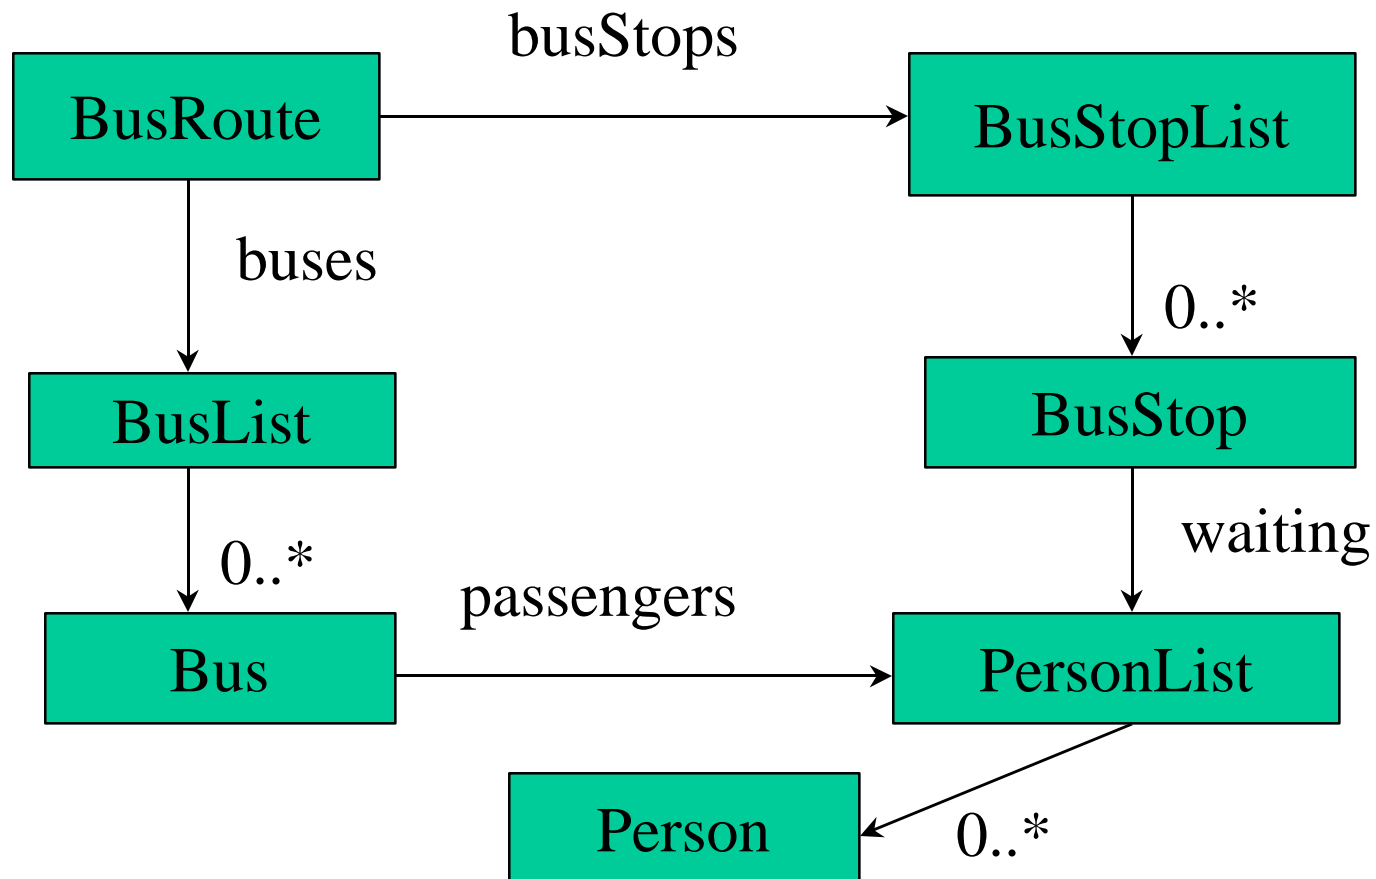 busStops
BusRoute
BusStopList
buses
0..*
BusList
BusStop
waiting
0..*
passengers
Bus
PersonList
Person
0..*